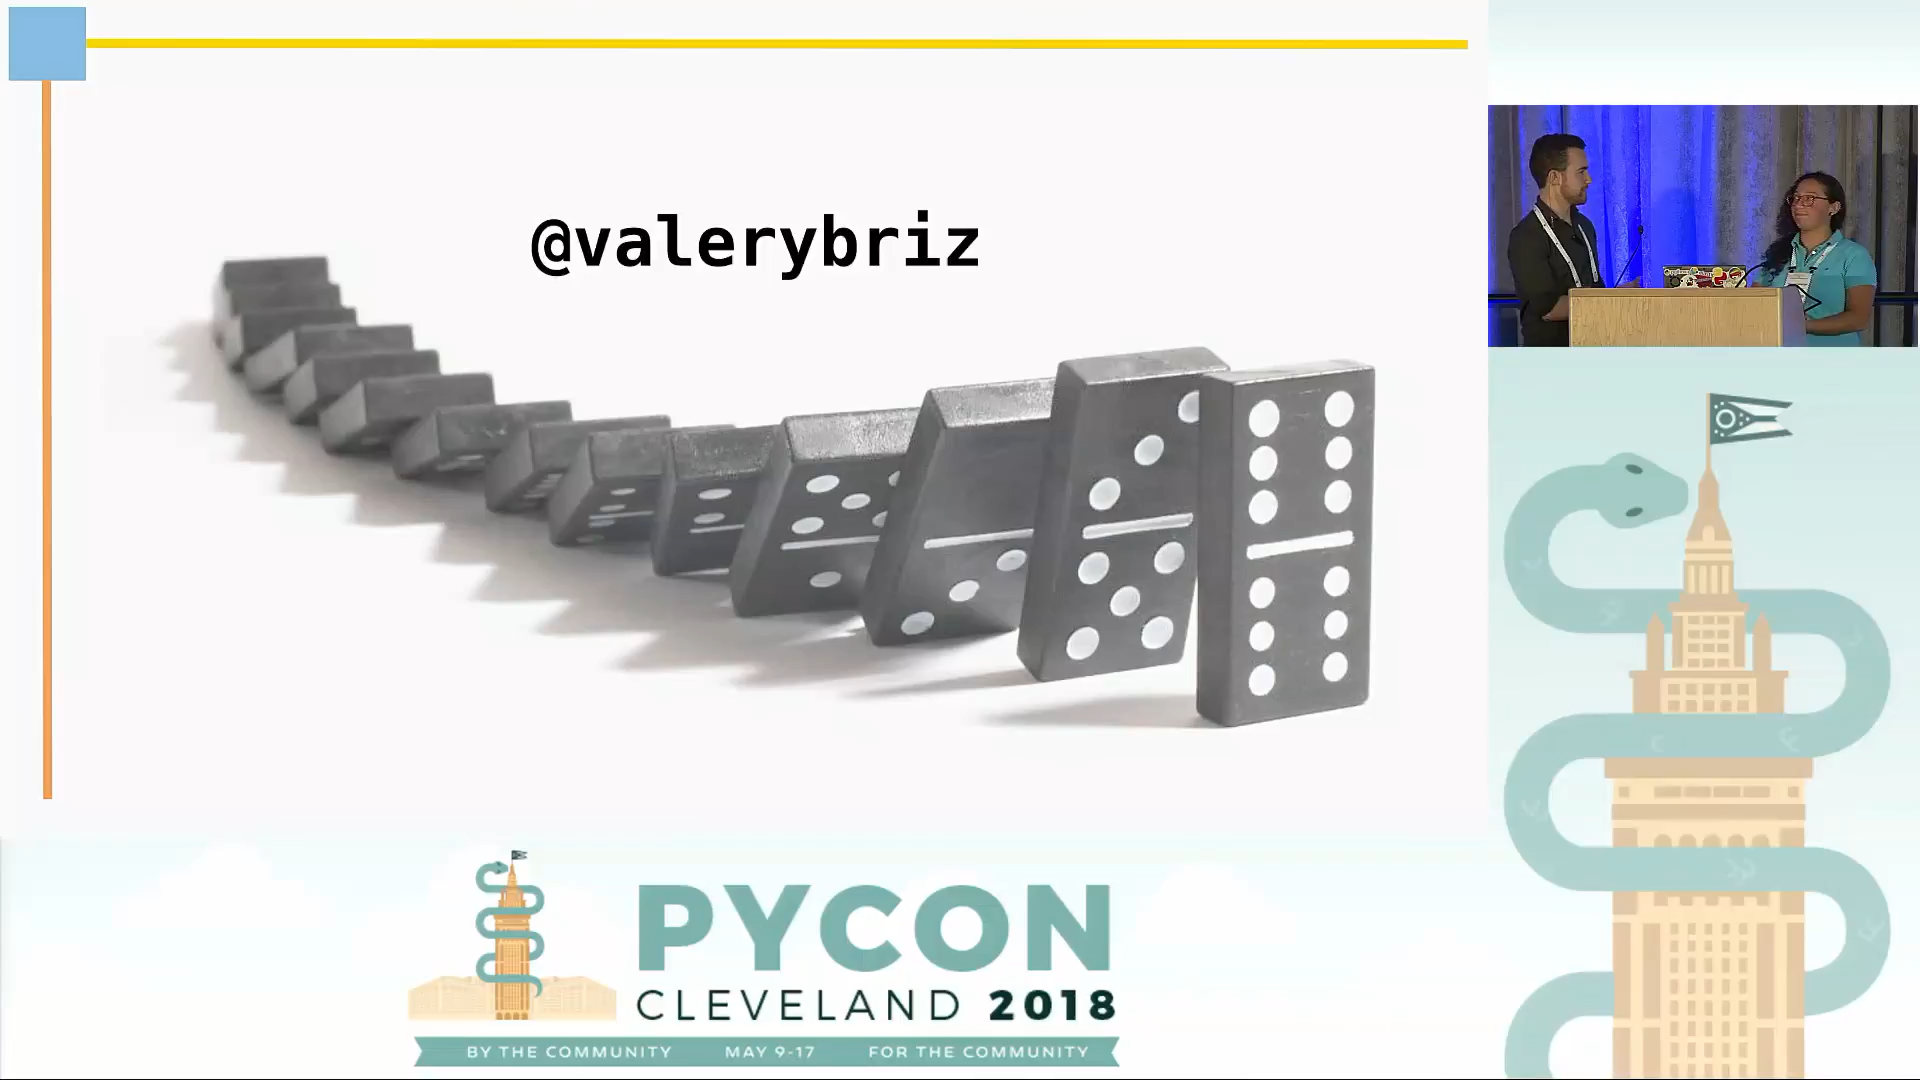 @valerybriz
PYCON
CLEVELAND 2018
BY THE COMMUNITY MAY 9-17 FOR THE COMMUNITY